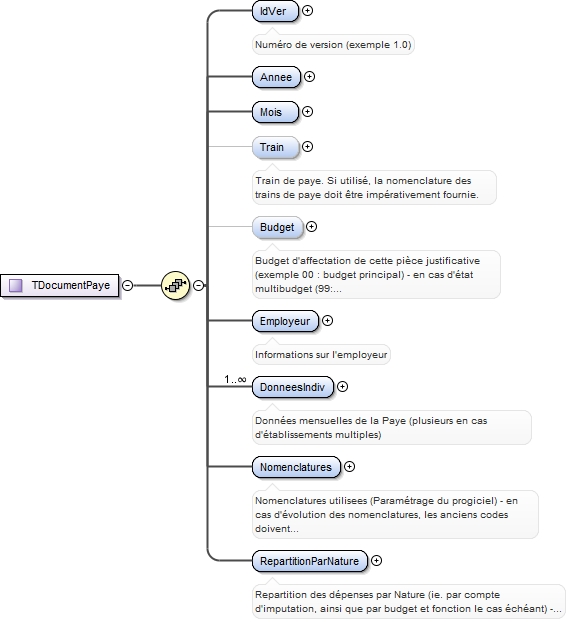 IdVer
Numéro de version (exemple 1.0)
Annee
Mois
Train
Train de paye. Si utilisé, la nomenclature des
trains de paye doit être impérativement fournie.
Budget
Budget d'affectation de cette pièce justificative
(exemple 00 : budget principal) - en cas d'état
multibudget (99:...
TDocumentPaye
Employeur
Informations sur l'employeur
1..∞
DonneesIndiv
Données mensuelles de la Paye (plusieurs en cas
d'établissements multiples)
Nomenclatures
Nomenclatures utilisees (Paramétrage du progiciel) - en
cas d'évolution des nomenclatures, les anciens codes
doivent...
RepartitionParNature
Repartition des dépenses par Nature (ie. par compte
d'imputation, ainsi que par budget et fonction le cas échéant) -...